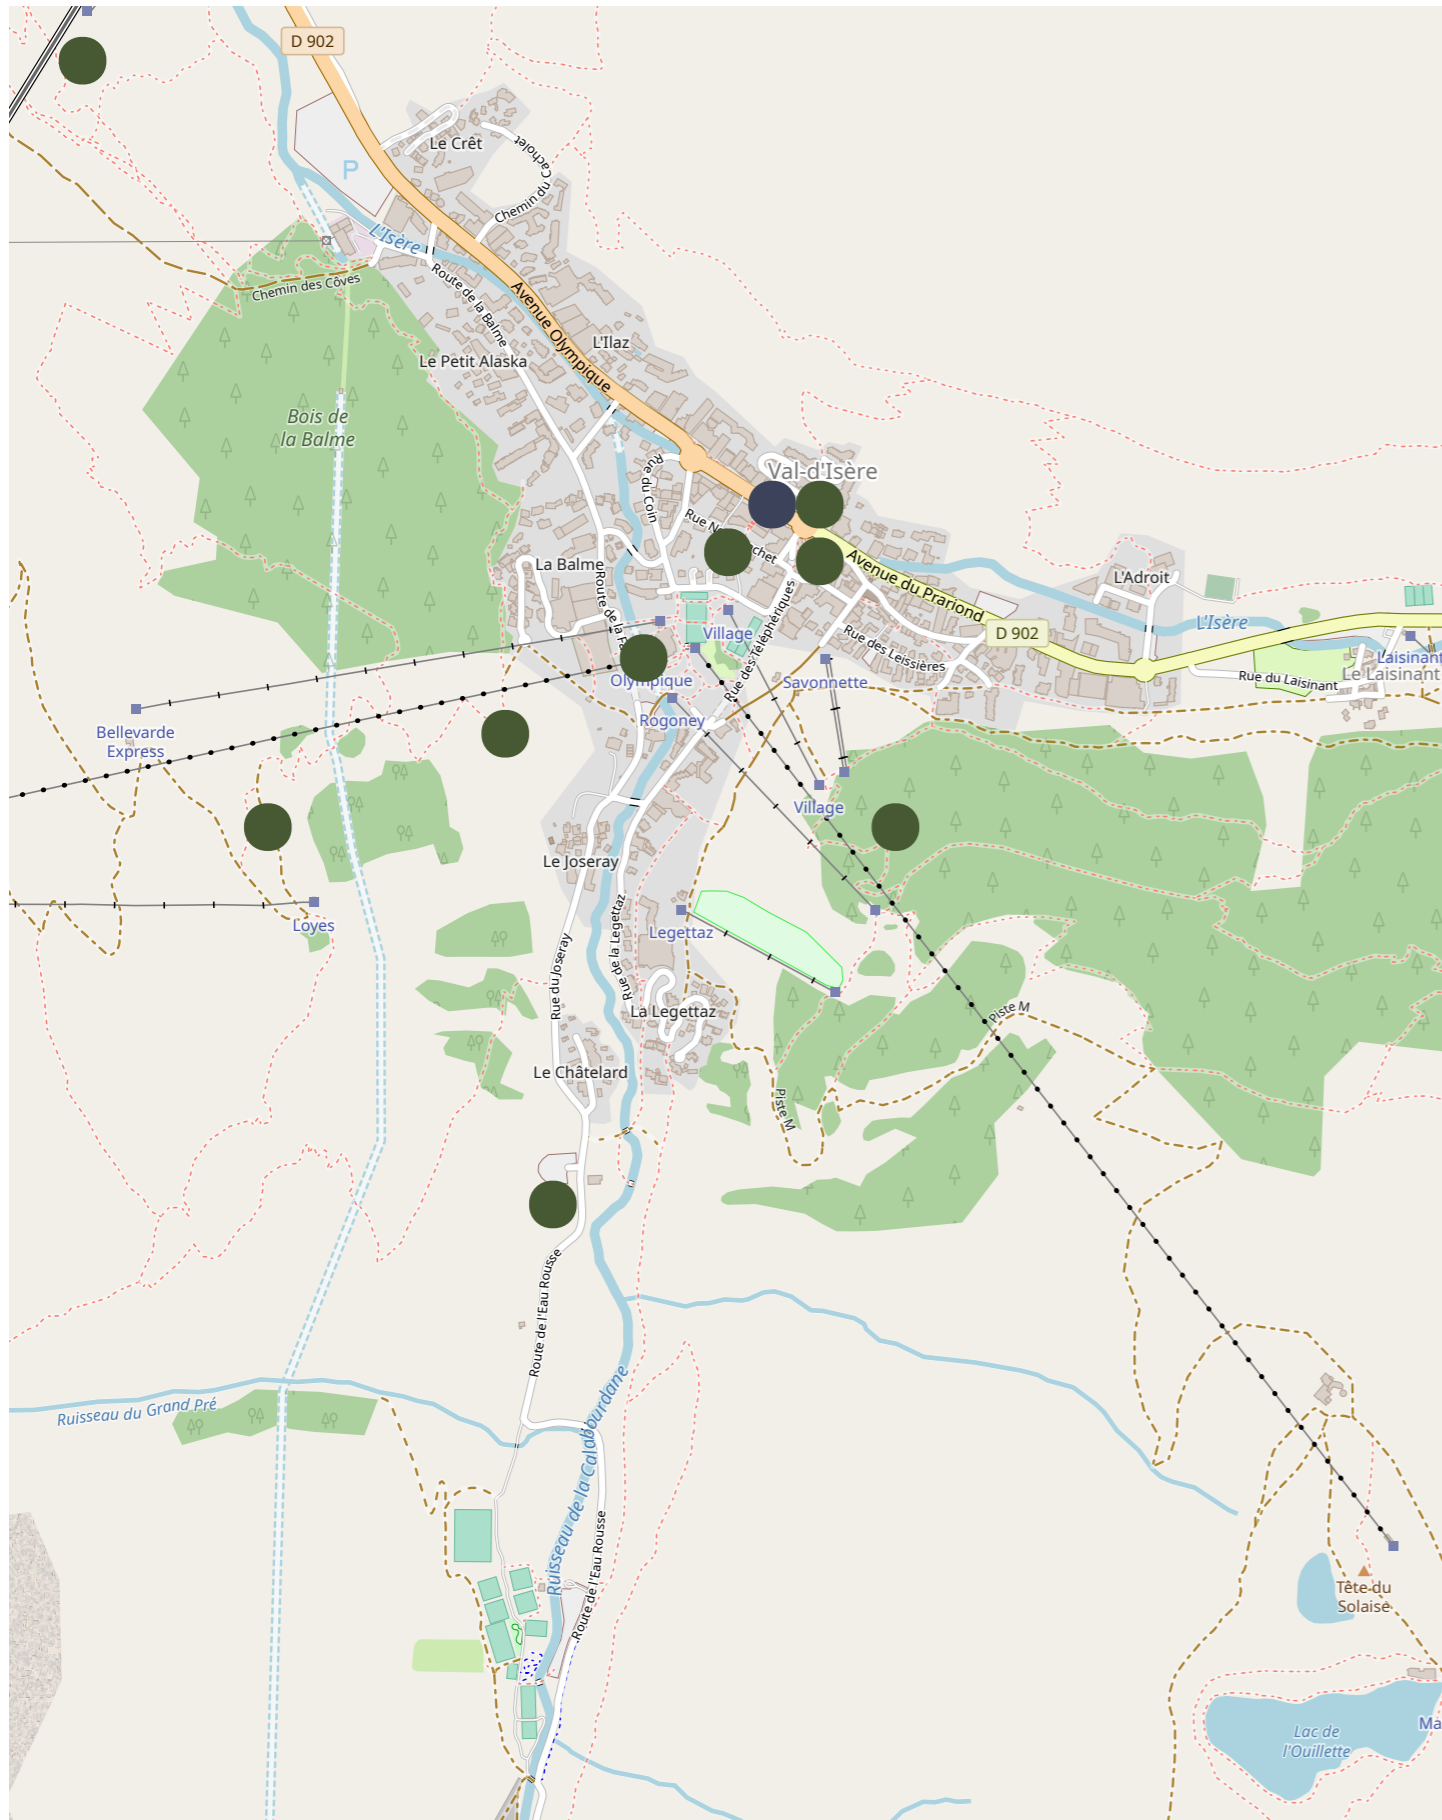 D 902
Le Crêt
Chemin du Cacholet
P
L'Isère
Route de la Balme
Chemin des Côves
Avenue Olympique
L'Ilaz
Le Petit Alaska
Bois de
la Balme
Rue du Coin
Val-d'Isère
La Balme
Avenue du Prariond
L'Adroit
Rue des Téléphériques
D 902
L'Isère
Village
Rue des Leissières
Laisinant
Le Laisinant
Rue du Laisinant
Olympique
Savonnette
Rogoney
Bellevarde
Express
Village
Le Joseray
Loyes
Legettaz
Rue de la Legettaz
Rue du Joseray
La Legettaz
Piste M
Le Châtelard
Piste M
Route de l'Eau Rousse
Ruisseau du Grand Pré
Ruisseau de la Calabourdane
Route de l'Eau Rousse
Tête du
Solaise
Lac de
l'Ouillette